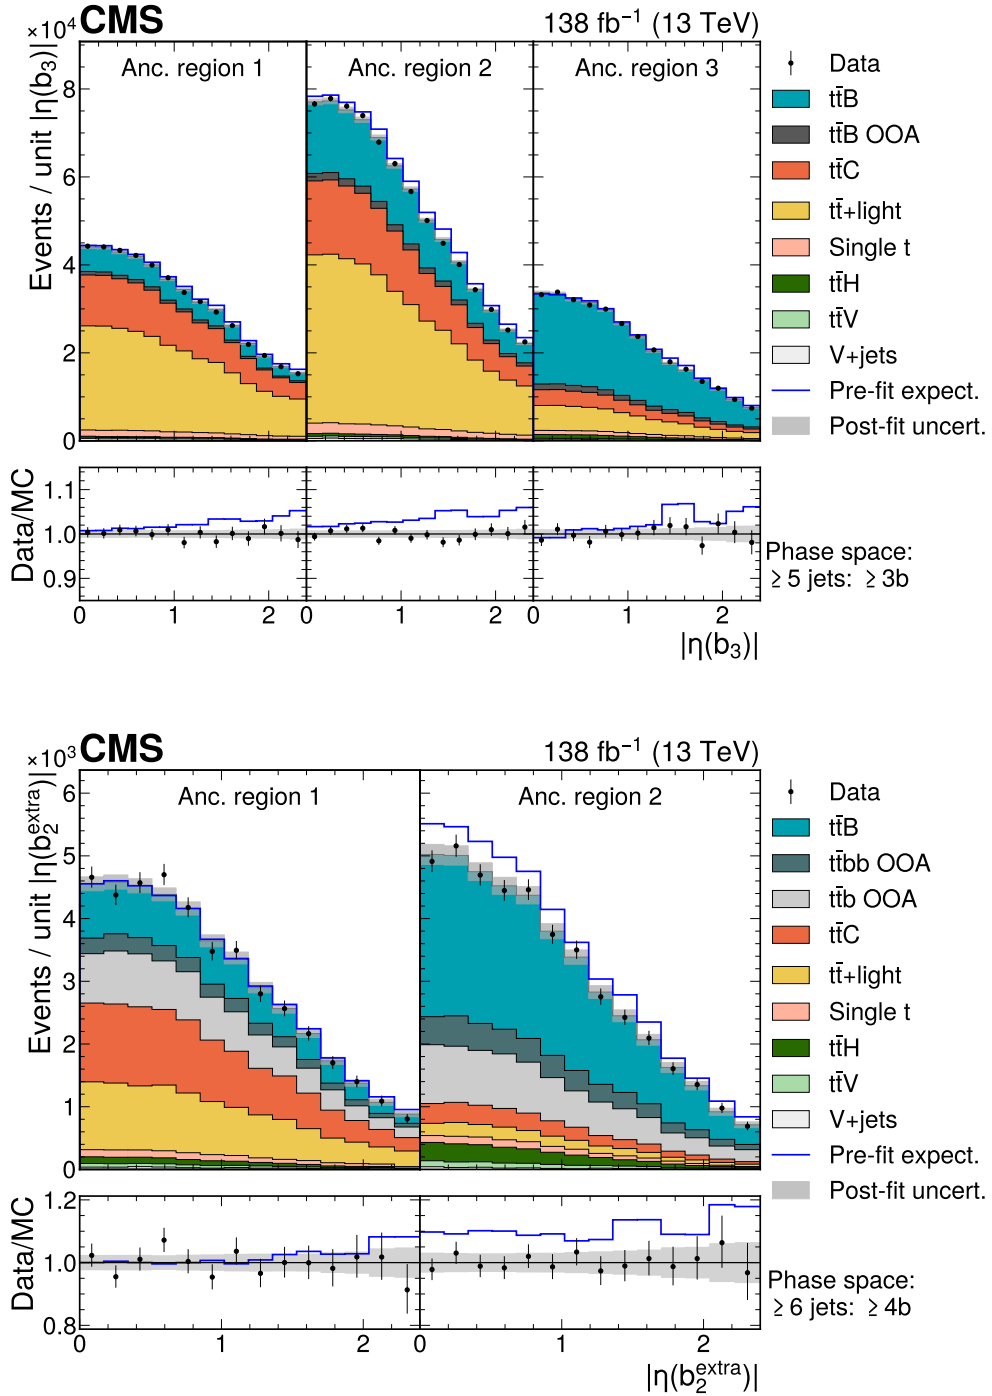 CMS
138 fb⁻¹ (13 TeV)
×10⁴
Events / unit |η(b₃)|
Anc. region 1
Anc. region 2
Anc. region 3
8
6
4
2
0
Data
tt̄B
tt̄B OOA
tt̄C
tt̄+light
Single t
tt̄H
tt̄V
V+jets
Pre-fit expect.
Post-fit uncert.
Data/MC
1.1
1.0
0.9
0 1 2 0 1 2 0 1 2
|η(b₃)|
Phase space:
≥ 5 jets: ≥ 3b
CMS
138 fb⁻¹ (13 TeV)
×10³
Events / unit |η(b₂ᵉˣᵗʳᵃ)|
Anc. region 1
Anc. region 2
6
5
4
3
2
1
0
Data
tt̄B
tt̄bb OOA
tt̄b OOA
tt̄C
tt̄+light
Single t
tt̄H
tt̄V
V+jets
Pre-fit expect.
Post-fit uncert.
Data/MC
1.2
1.0
0.8
0 1 2 0 1 2
|η(b₂ᵉˣᵗʳᵃ)|
Phase space:
≥ 6 jets: ≥ 4b